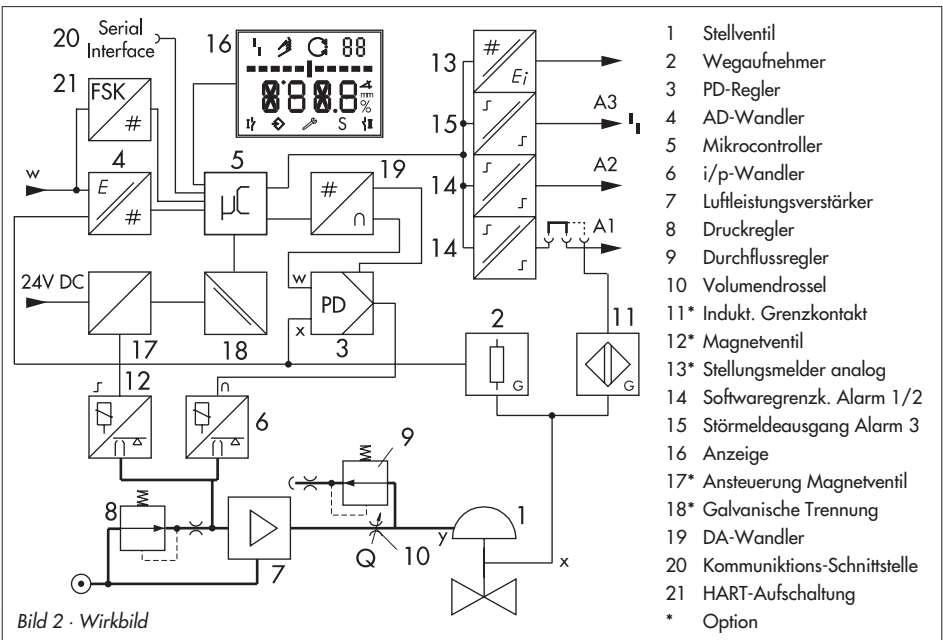 20 Serial
Interface
16
88
8.8 8.8
mm
%
S
21 FSK
#
13
#
Ei
15
A3
14
A2
14
A1
w
4
E
#
5
µC
#
∩
19
24V DC
w
PD
x
3
17
18
2
G
11
G
12
6
∩
8
9
7
Q
10
y
1
x
Bild 2 · Wirkbild
1 Stellventil
2 Wegaufnehmer
3 PD-Regler
4 AD-Wandler
5 Mikrocontroller
6 i/p-Wandler
7 Luftleistungsverstärker
8 Druckregler
9 Durchflussregler
10 Volumendrossel
11* Indukt. Grenzkontakt
12* Magnetventil
13* Stellungsmelder analog
14 Softwaregrenzk. Alarm 1/2
15 Störmeldeausgang Alarm 3
16 Anzeige
17* Ansteuerung Magnetventil
18* Galvanische Trennung
19 DA-Wandler
20 Kommuniktions-Schnittstelle
21 HART-Aufschaltung
* Option